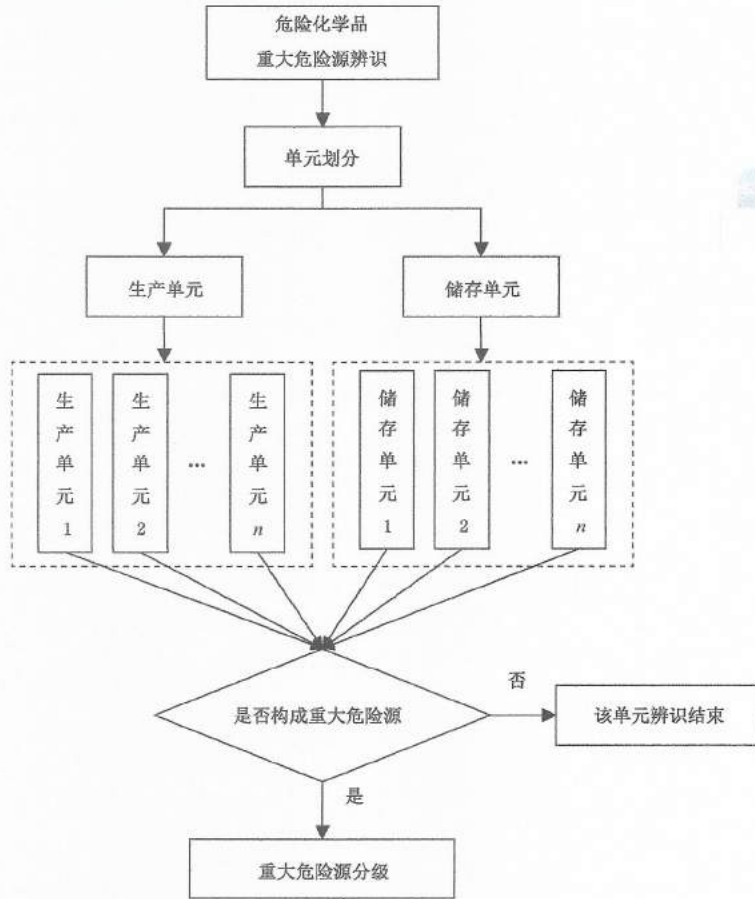 危险化学品
重大危险源辨识
单元划分
生产单元
储存单元
生产单元1
生产单元2
…
生产单元n
储存单元1
储存单元2
…
储存单元n
是否构成重大危险源
否
该单元辨识结束
是
重大危险源分级